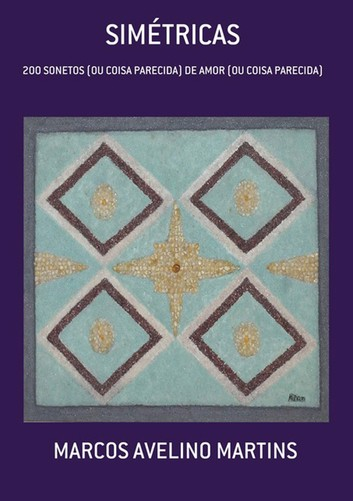 SIMÉTRICAS
200 SONETOS (OU COISA PARECIDA) DE AMOR (OU COISA PARECIDA)
MARCOS AVELINO MARTINS